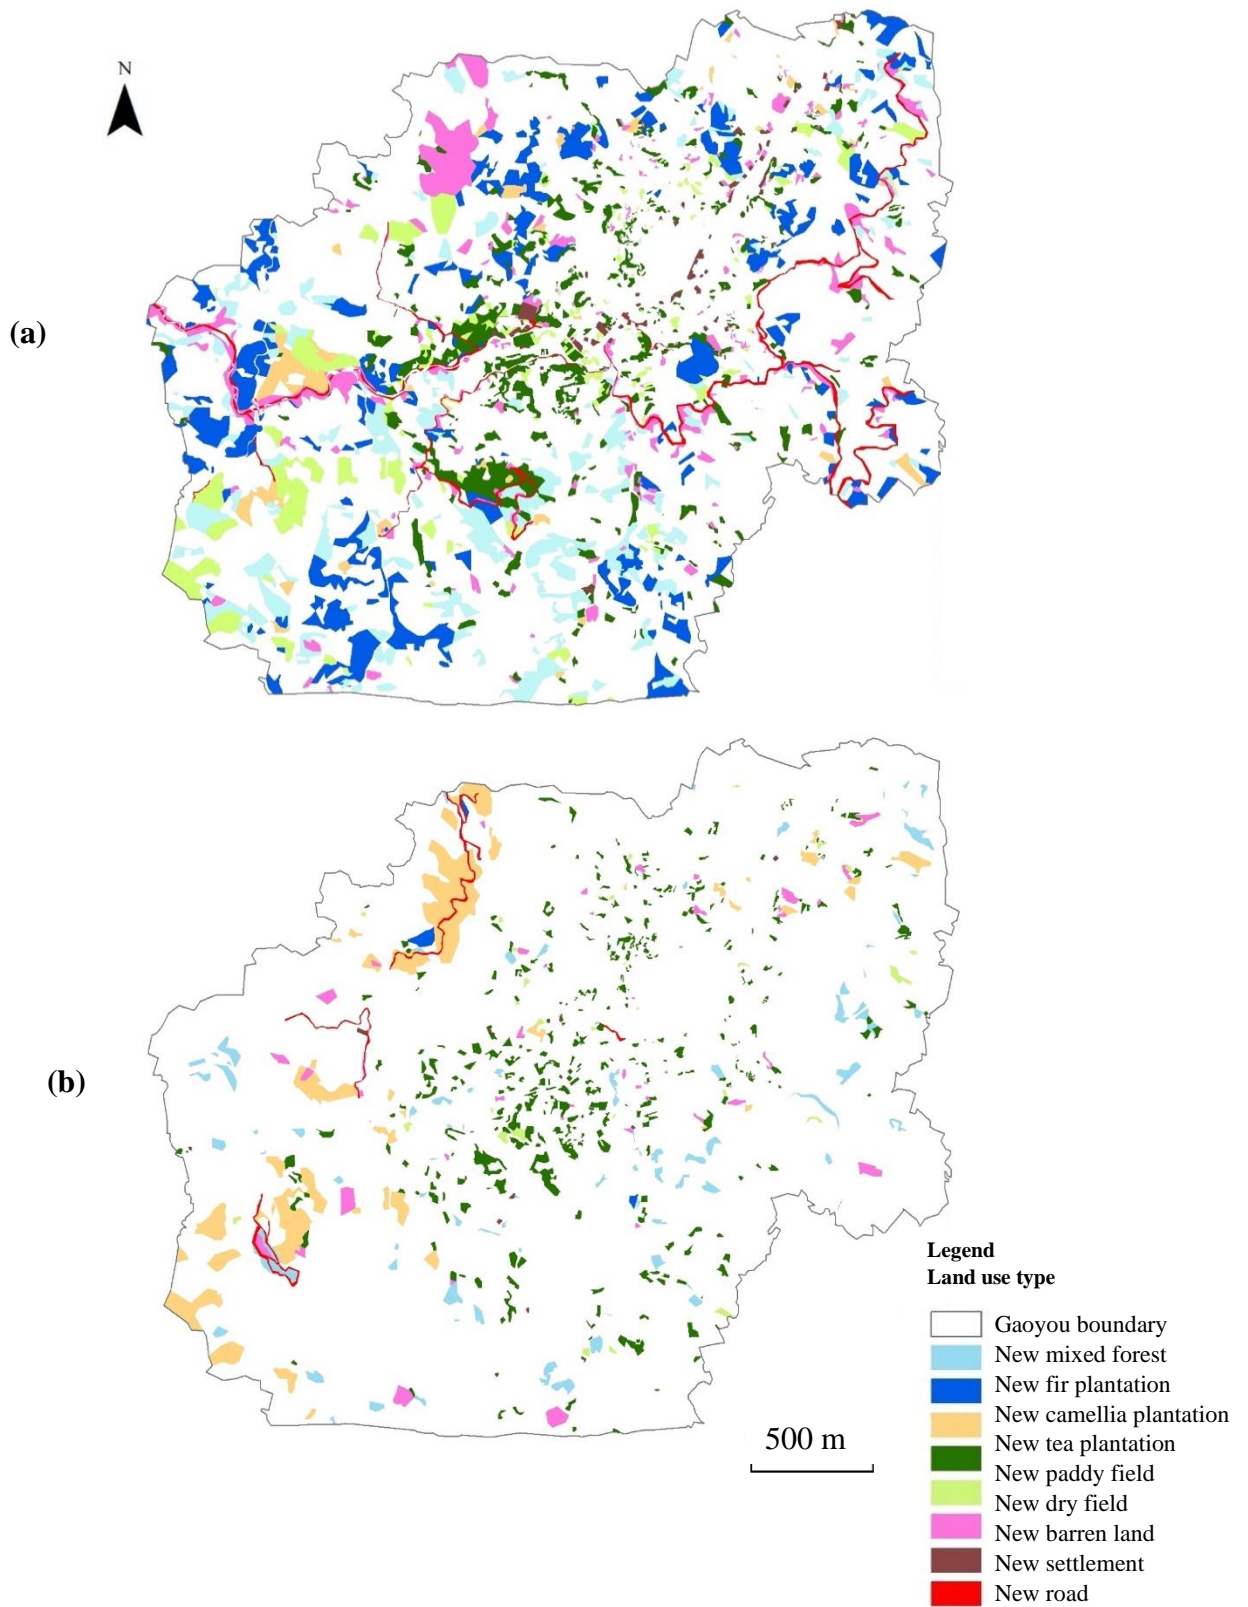 N
(a)
(b)
Legend
Land use type
Gaoyou boundary
New mixed forest
New fir plantation
New camellia plantation
New tea plantation
New paddy field
New dry field
New barren land
New settlement
New road
500 m